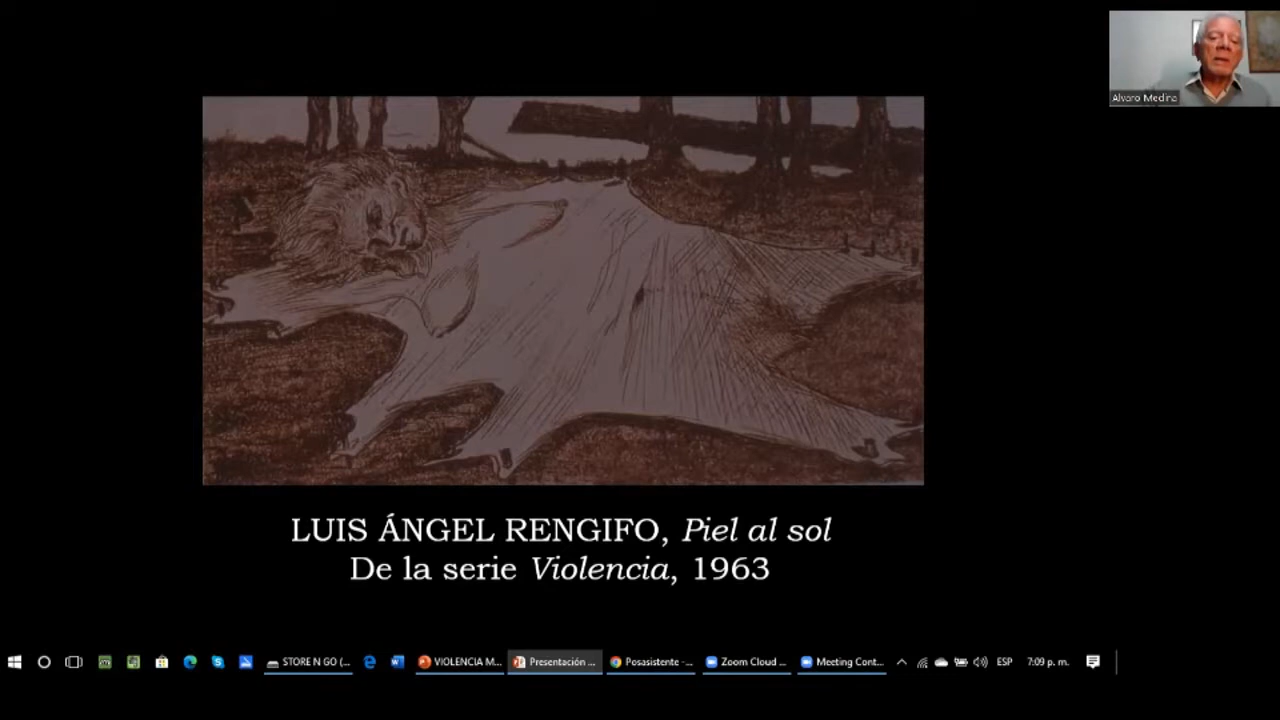 Alvaro Medina
LUIS ÁNGEL RENGIFO, Piel al sol
De la serie Violencia, 1963
STORE N GO (... VIOLENCIA M... Presentación ... Posasistente -... Zoom Cloud ... Meeting Cont... ESP 7:09 p. m.